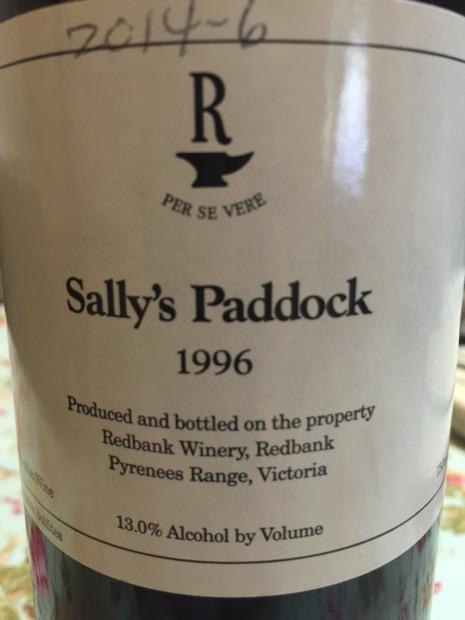 2014-6
R
PER SE VERE
Sally's Paddock
1996
Produced and bottled on the property
Redbank Winery, Redbank
Pyrenees Range, Victoria
Wine
13.0% Alcohol by Volume